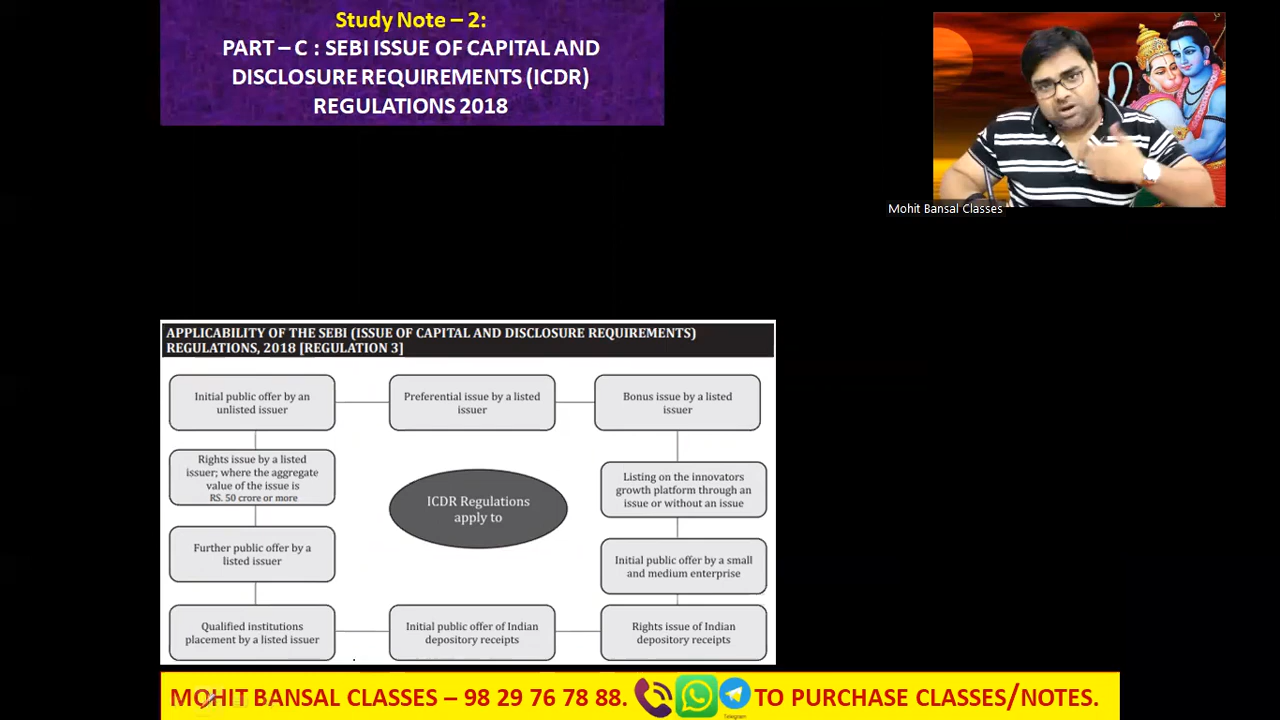 Study Note – 2:
PART – C : SEBI ISSUE OF CAPITAL AND
DISCLOSURE REQUIREMENTS (ICDR)
REGULATIONS 2018
Mohit Bansal Classes
APPLICABILITY OF THE SEBI (ISSUE OF CAPITAL AND DISCLOSURE REQUIREMENTS)
REGULATIONS, 2018 [REGULATION 3]
Initial public offer by an
unlisted issuer
Preferential issue by a listed
issuer
Bonus issue by a listed
issuer
Rights issue by a listed
issuer; where the aggregate
value of the issue is
RS. 50 crore or more
ICDR Regulations
apply to
Listing on the innovators
growth platform through an
issue or without an issue
Further public offer by a
listed issuer
Initial public offer by a small
and medium enterprise
Qualified institutions
placement by a listed issuer
Initial public offer of Indian
depository receipts
Rights issue of Indian
depository receipts
MOHIT BANSAL CLASSES – 98 29 76 78 88. TO PURCHASE CLASSES/NOTES.
Telegram